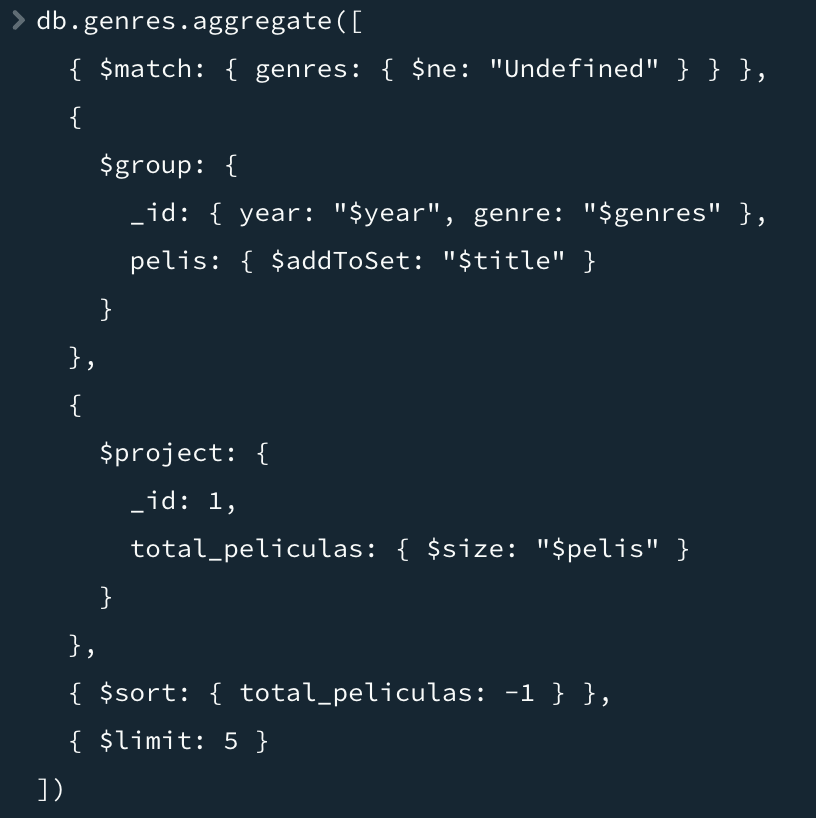 > db.genres.aggregate([
{ $match: { genres: { $ne: "Undefined" } } },
{
$group: {
_id: { year: "$year", genre: "$genres" },
pelis: { $addToSet: "$title" }
}
},
{
$project: {
_id: 1,
total_peliculas: { $size: "$pelis" }
}
},
{ $sort: { total_peliculas: -1 } },
{ $limit: 5 }
])